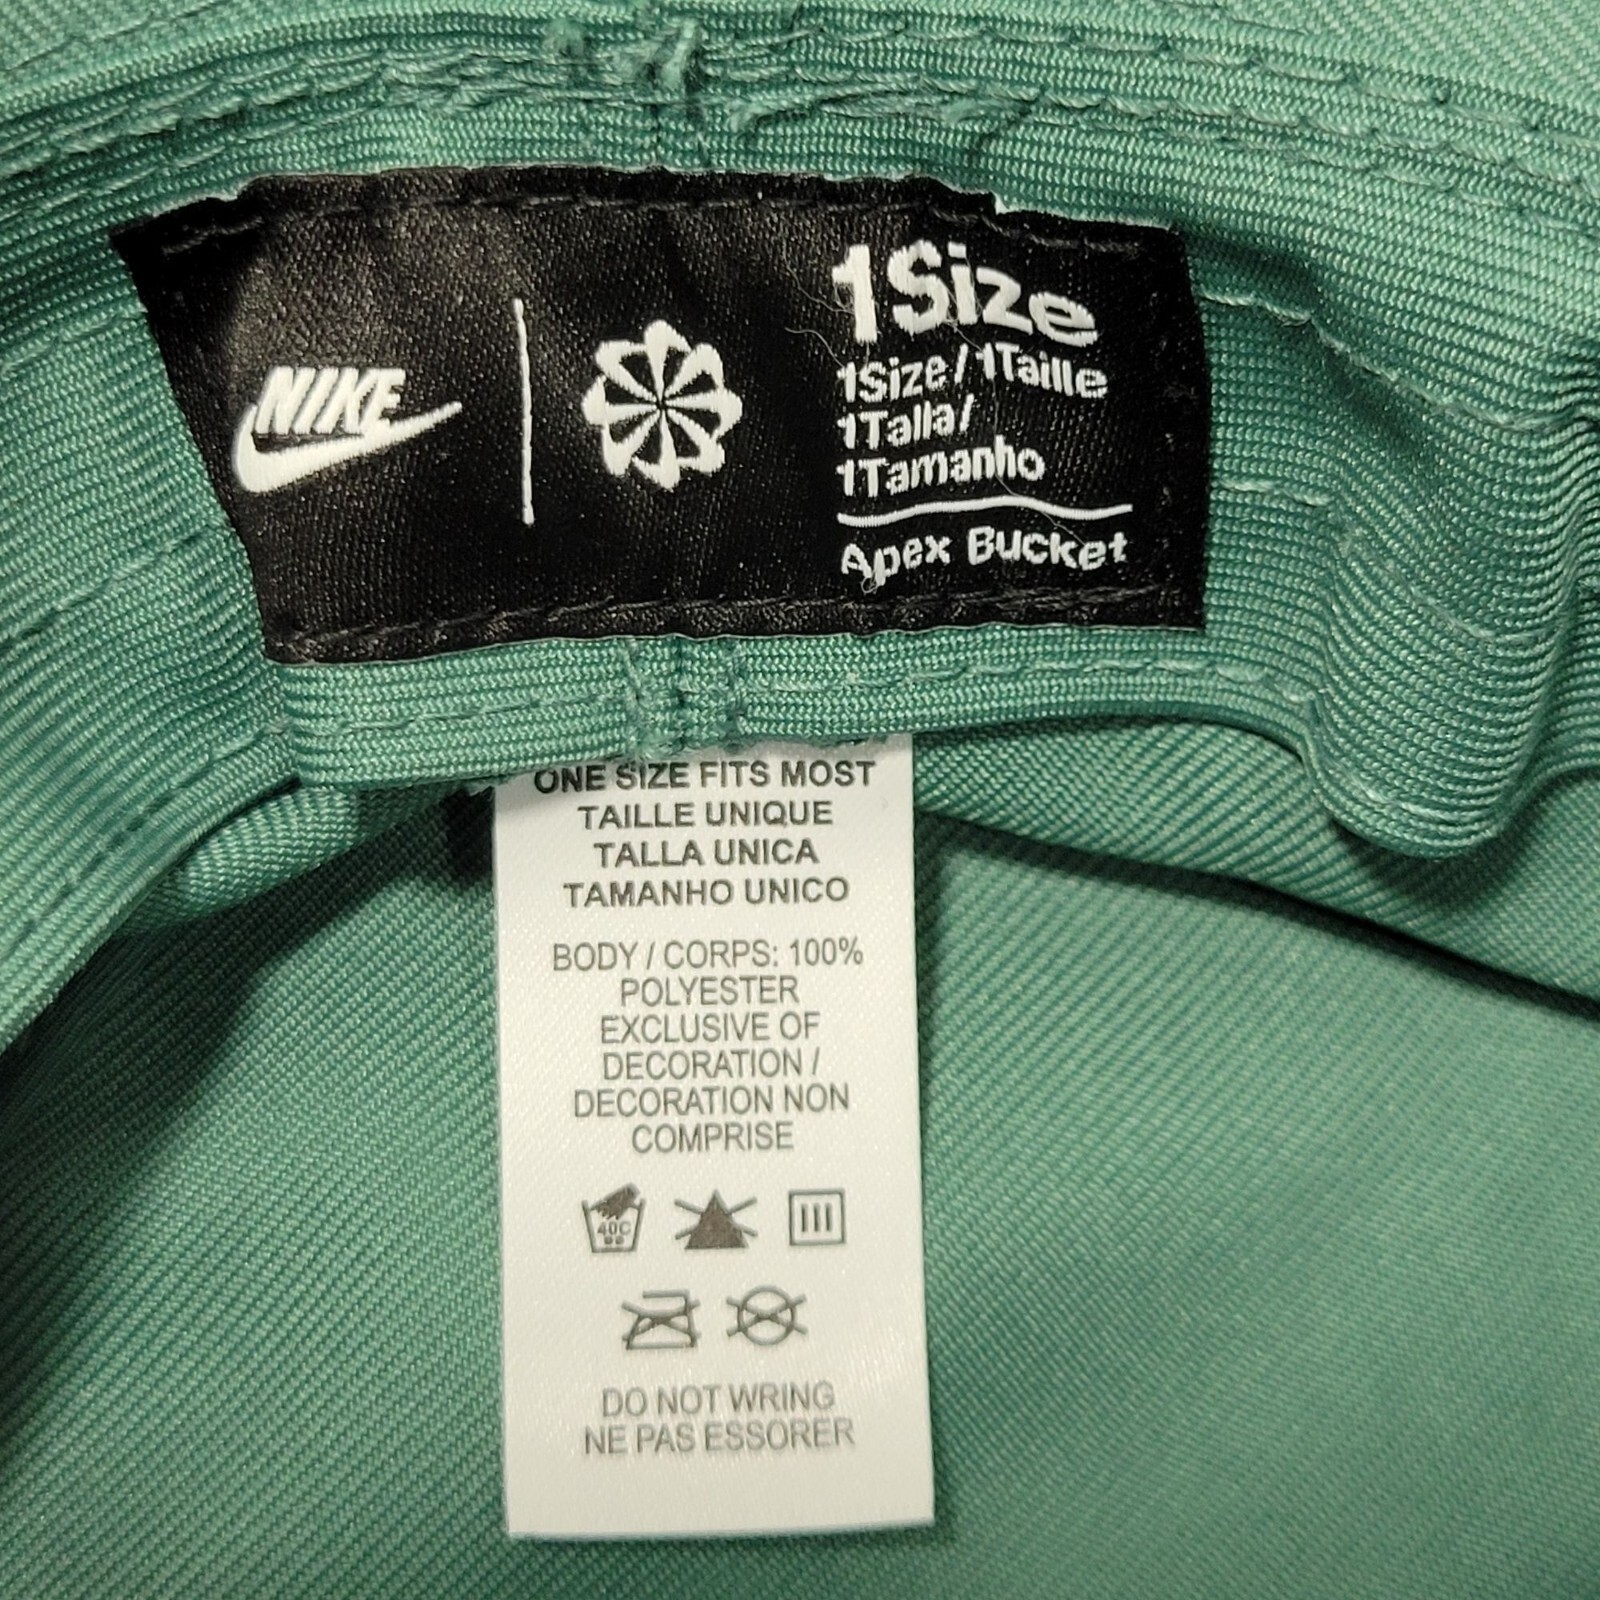 NIKE
1Size
1Size / 1Taille
1Talla/
1Tamanho
Apex Bucket
ONE SIZE FITS MOST
TAILLE UNIQUE
TALLA UNICA
TAMANHO UNICO
BODY / CORPS: 100%
POLYESTER
EXCLUSIVE OF
DECORATION /
DECORATION NON
COMPRISE
40C
DO NOT WRING
NE PAS ESSORER